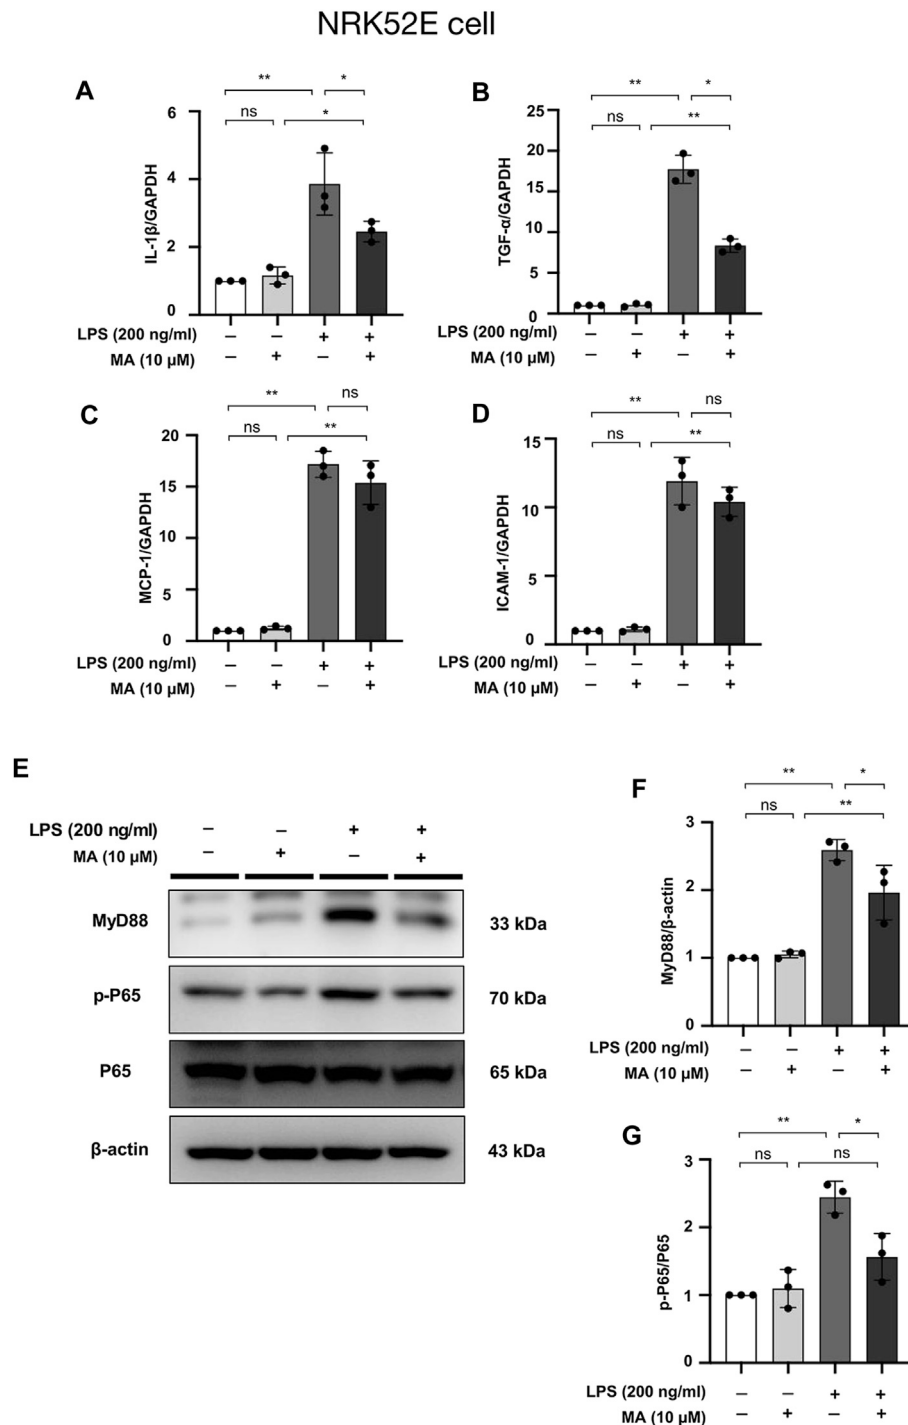 NRK52E cell
A
** *
ns *
IL-1β/GAPDH
6
4
2
0
LPS (200 ng/ml) – – + +
MA (10 µM) – + – +
B
** *
ns **
TGF-α/GAPDH
25
20
15
10
5
0
LPS (200 ng/ml) – – + +
MA (10 µM) – + – +
C
** ns
ns **
MCP-1/GAPDH
20
15
10
5
0
LPS (200 ng/ml) – – + +
MA (10 µM) – + – +
D
** ns
ns **
ICAM-1/GAPDH
15
10
5
0
LPS (200 ng/ml) – – + +
MA (10 µM) – + – +
E
LPS (200 ng/ml) – – + +
MA (10 µM) – + – +
MyD88 33 kDa
p-P65 70 kDa
P65 65 kDa
β-actin 43 kDa
F
** *
ns **
MyD88/β-actin
3
2
1
0
LPS (200 ng/ml) – – + +
MA (10 µM) – + – +
G
** *
ns ns
p-P65/P65
3
2
1
0
LPS (200 ng/ml) – – + +
MA (10 µM) – + – +